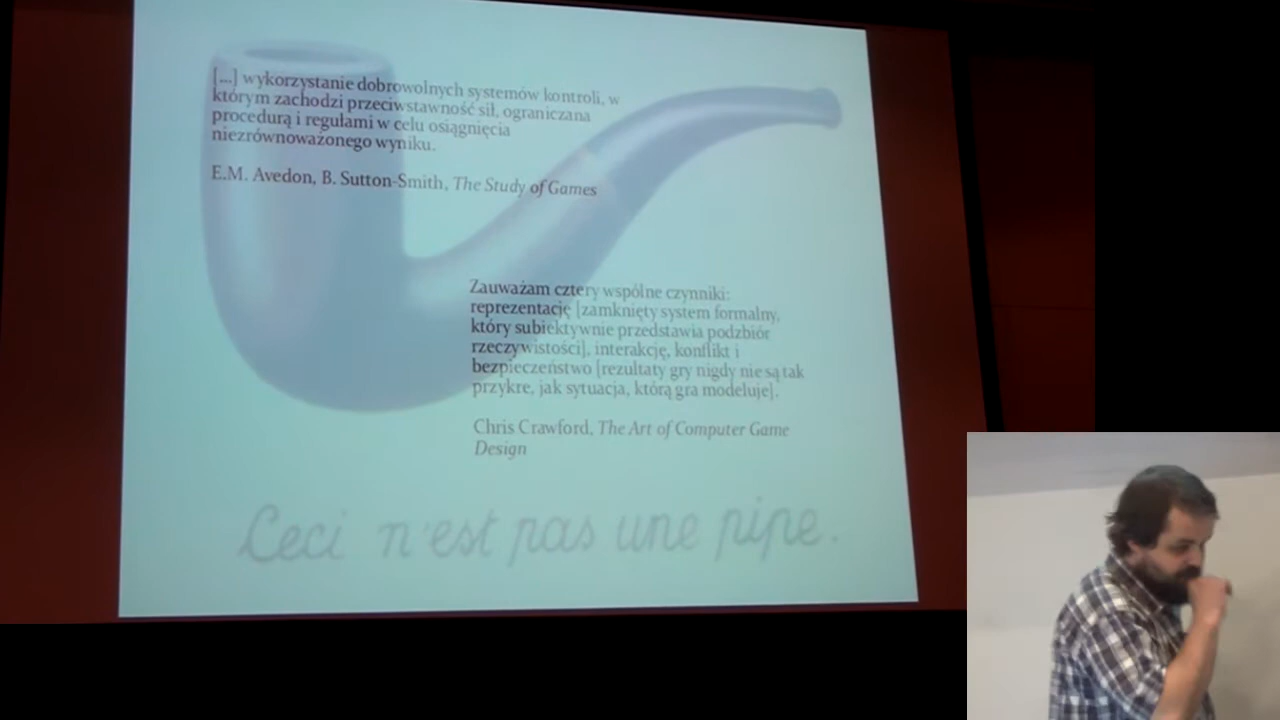 [...] wykorzystanie dobrowolnych systemów kontroli, w
którym zachodzi przeciwstawność sił, ograniczana
procedurą i regułami w celu osiągnięcia
niezrównoważonego wyniku.
E.M. Avedon, B. Sutton-Smith, The Study of Games
Zauważam cztery wspólne czynniki:
reprezentację [zamknięty system formalny,
który subiektywnie przedstawia podzbiór
rzeczywistości], interakcję, konflikt i
bezpieczeństwo [rezultaty gry nigdy nie są tak
przykre, jak sytuacja, którą gra modeluje].
Chris Crawford, The Art of Computer Game
Design
Ceci n'est pas une pipe.